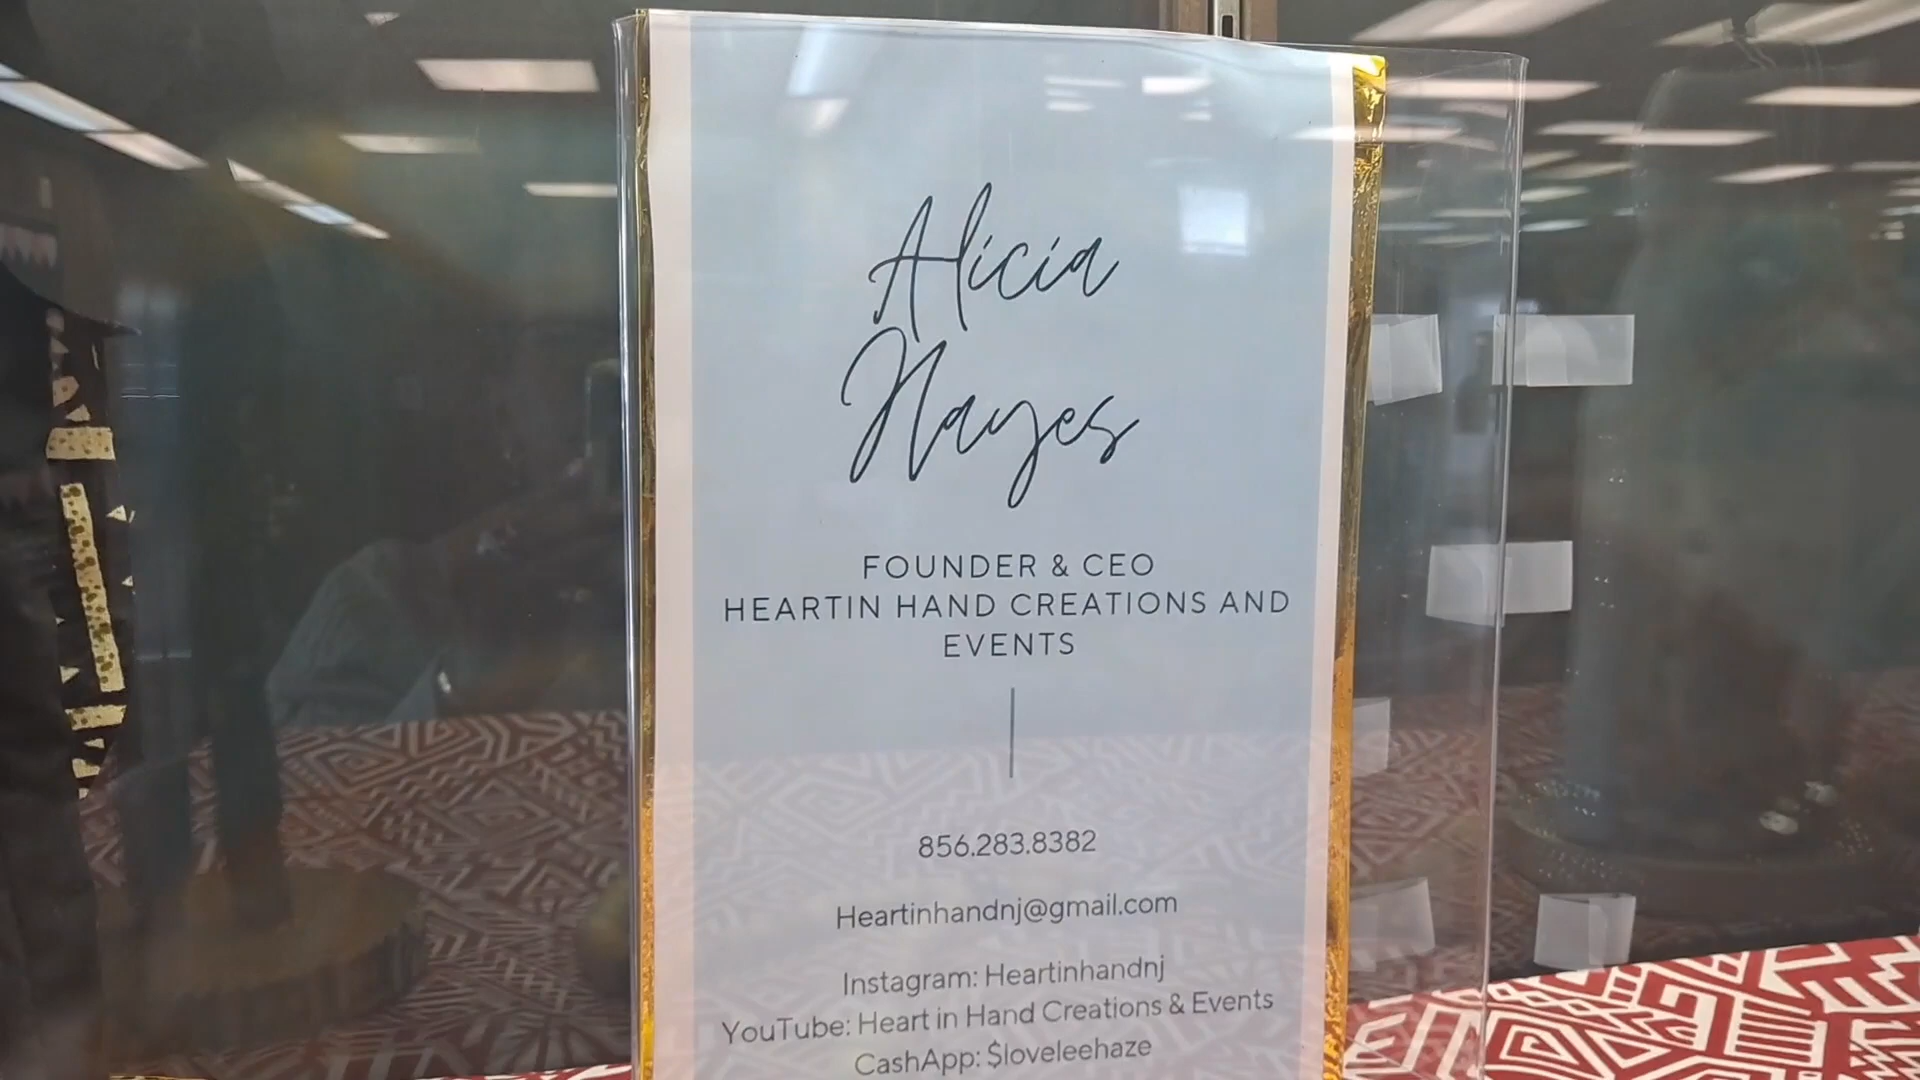 Alicia
Hayes
FOUNDER & CEO
HEARTIN HAND CREATIONS AND
EVENTS
856.283.8382
Heartinhandnj@gmail.com
Instagram: Heartinhandnj
YouTube: Heart in Hand Creations & Events
CashApp: $loveleehaze